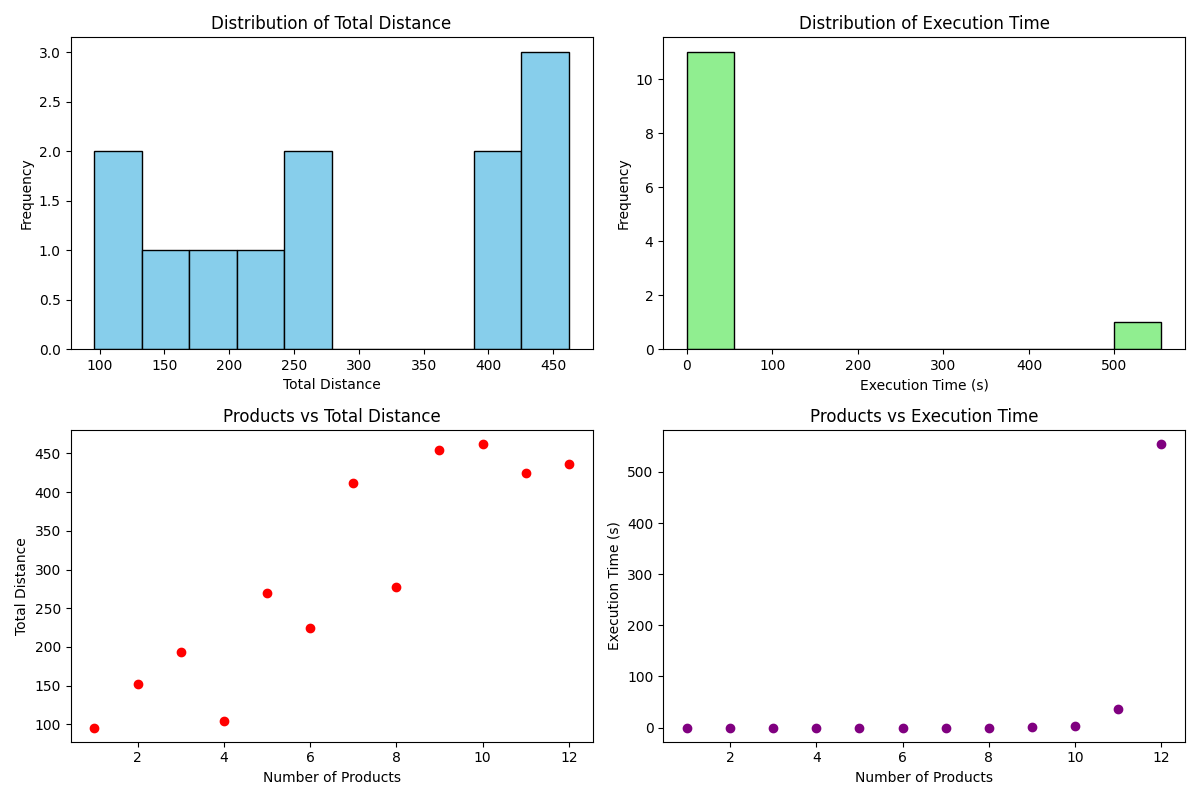 Distribution of Total Distance
3.0
2.5
2.0
1.5
1.0
0.5
0.0
Frequency
100 150 200 250 300 350 400 450
Total Distance
Distribution of Execution Time
10
8
6
4
2
0
Frequency
0 100 200 300 400 500
Execution Time (s)
Products vs Total Distance
450
400
350
300
250
200
150
100
Total Distance
2 4 6 8 10 12
Number of Products
Products vs Execution Time
500
400
300
200
100
0
Execution Time (s)
2 4 6 8 10 12
Number of Products